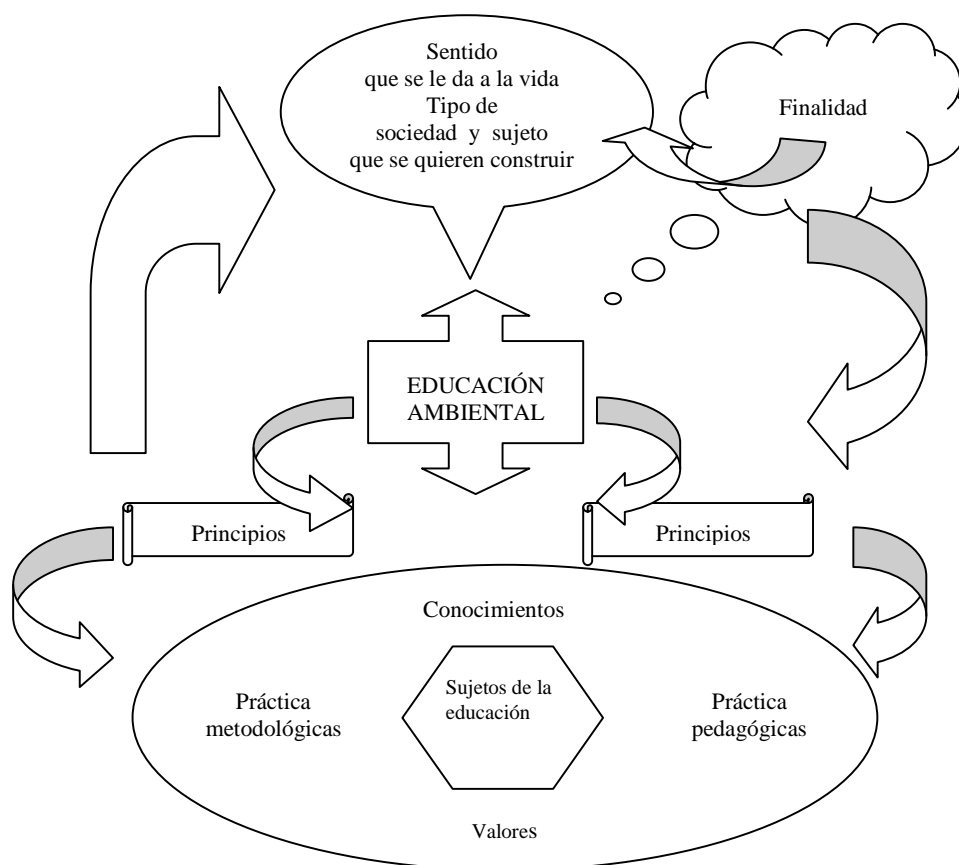 Sentido
que se le da a la vida
Tipo de
sociedad y sujeto
que se quieren construir
Finalidad
EDUCACIÓN
AMBIENTAL
Principios
Principios
Conocimientos
Práctica
metodológicas
Sujetos de la
educación
Práctica
pedagógicas
Valores